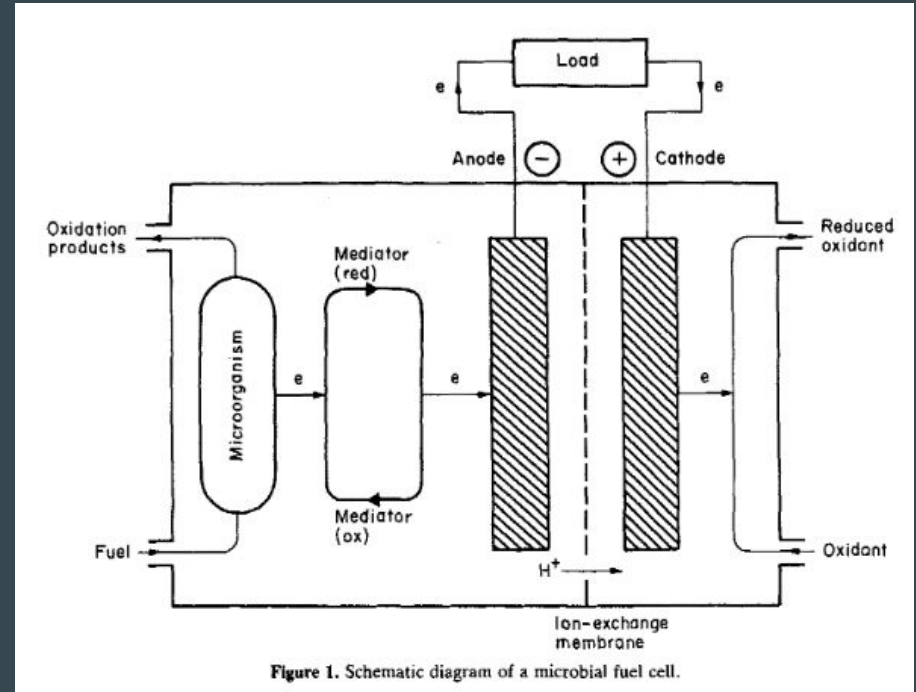 Load
e
e
Anode
−
+
Cathode
Oxidation
products
Reduced
oxidant
Mediator
(red)
Microorganism
e
e
e
Mediator
(ox)
Fuel
Oxidant
H⁺
Ion-exchange
membrane
Figure 1. Schematic diagram of a microbial fuel cell.